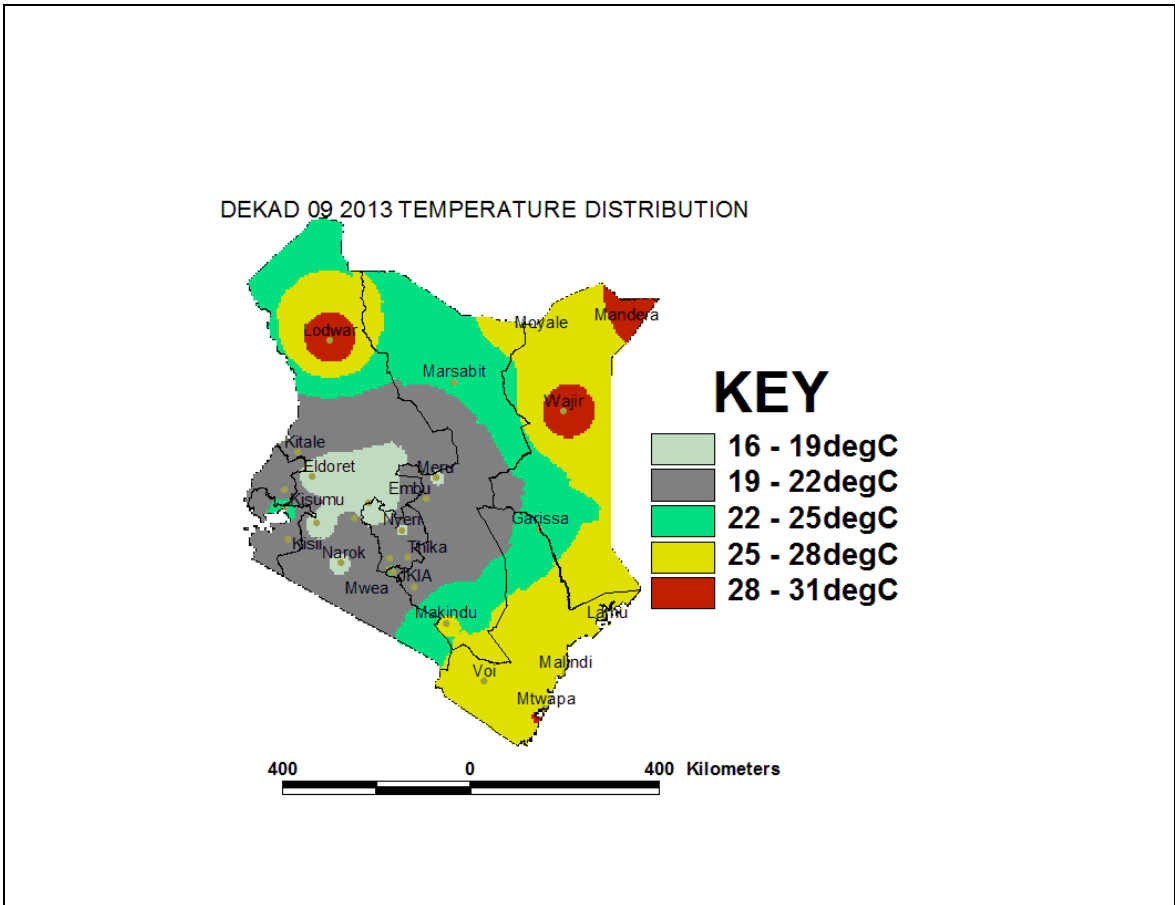 DEKAD 09 2013 TEMPERATURE DISTRIBUTION
Moyale
Mandera
Lodwar
Marsabit
Wajir
KEY
16 - 19degC
19 - 22degC
22 - 25degC
25 - 28degC
28 - 31degC
Kitale
Eldoret
Meru
Embu
Kisumu
Nyeri
Garissa
Kisii
Narok
Thika
JKIA
Mwea
Makindu
Lamu
Voi
Malindi
Mtwapa
400 0 400 Kilometers